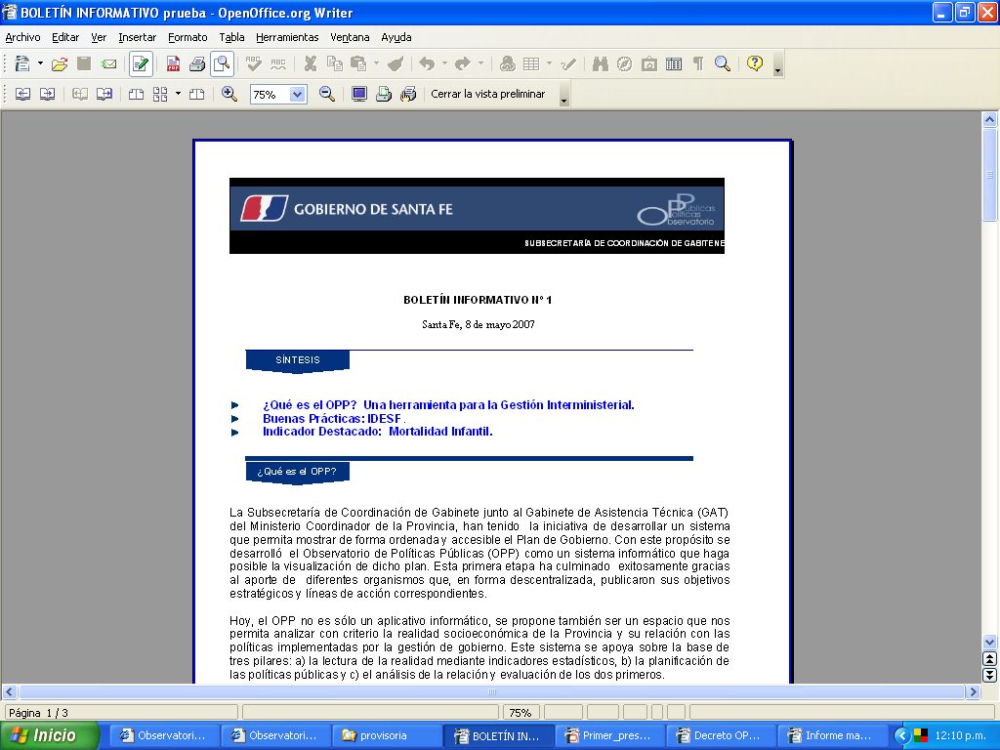 BOLETÍN INFORMATIVO prueba - OpenOffice.org Writer
Archivo Editar Ver Insertar Formato Tabla Herramientas Ventana Ayuda
75% Cerrar la vista preliminar
GOBIERNO DE SANTA FE
Observatorio Políticas Públicas
SUBSECRETARÍA DE COORDINACIÓN DE GABITENE
BOLETÍN INFORMATIVO N° 1
Santa Fe, 8 de mayo 2007
SÍNTESIS
¿Qué es el OPP? Una herramienta para la Gestión Interministerial.
Buenas Prácticas: IDESF .
Indicador Destacado: Mortalidad Infantil.
¿Qué es el OPP?
La Subsecretaría de Coordinación de Gabinete junto al Gabinete de Asistencia Técnica (GAT)
del Ministerio Coordinador de la Provincia, han tenido la iniciativa de desarrollar un sistema
que permita mostrar de forma ordenada y accesible el Plan de Gobierno. Con este propósito se
desarrolló el Observatorio de Políticas Públicas (OPP) como un sistema informático que haga
posible la visualización de dicho plan. Esta primera etapa ha culminado exitosamente gracias
al aporte de diferentes organismos que, en forma descentralizada, publicaron sus objetivos
estratégicos y líneas de acción correspondientes.
Hoy, el OPP no es sólo un aplicativo informático, se propone también ser un espacio que nos
permita analizar con criterio la realidad socioeconómica de la Provincia y su relación con las
políticas implementadas por la gestión de gobierno. Este sistema se apoya sobre la base de
tres pilares: a) la lectura de la realidad mediante indicadores estadísticos, b) la planificación de
las políticas públicas y c) el análisis de la relación y evaluación de los dos primeros.
Página 1 / 3 75%
Inicio Observatori... Observatori... provisoria BOLETÍN IN... Primer_pres... Decreto OP... Informe ma... 12:10 p.m.